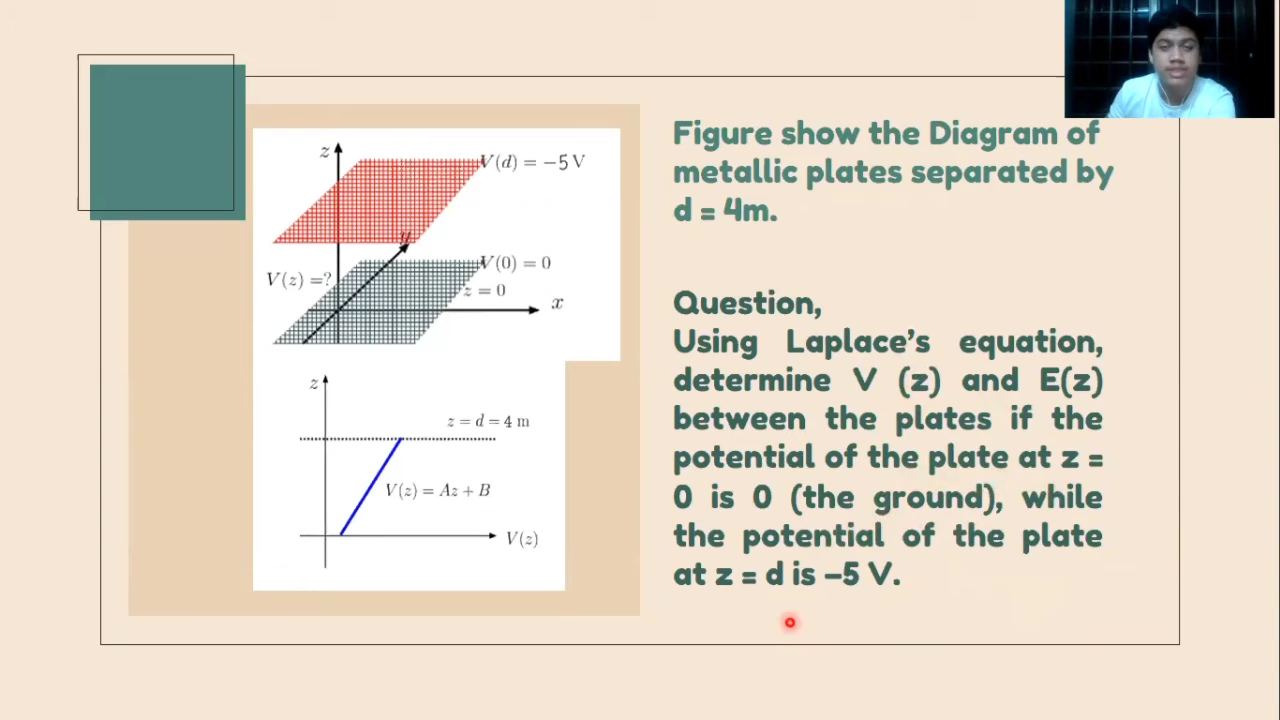 z
V(d) = −5 V
y
V(0) = 0
V(z) =?
z = 0
x
z
z = d = 4 m
V(z) = Az + B
V(z)
Figure show the Diagram of
metallic plates separated by
d = 4m.
Question,
Using Laplace’s equation,
determine V (z) and E(z)
between the plates if the
potential of the plate at z =
0 is 0 (the ground), while
the potential of the plate
at z = d is –5 V.